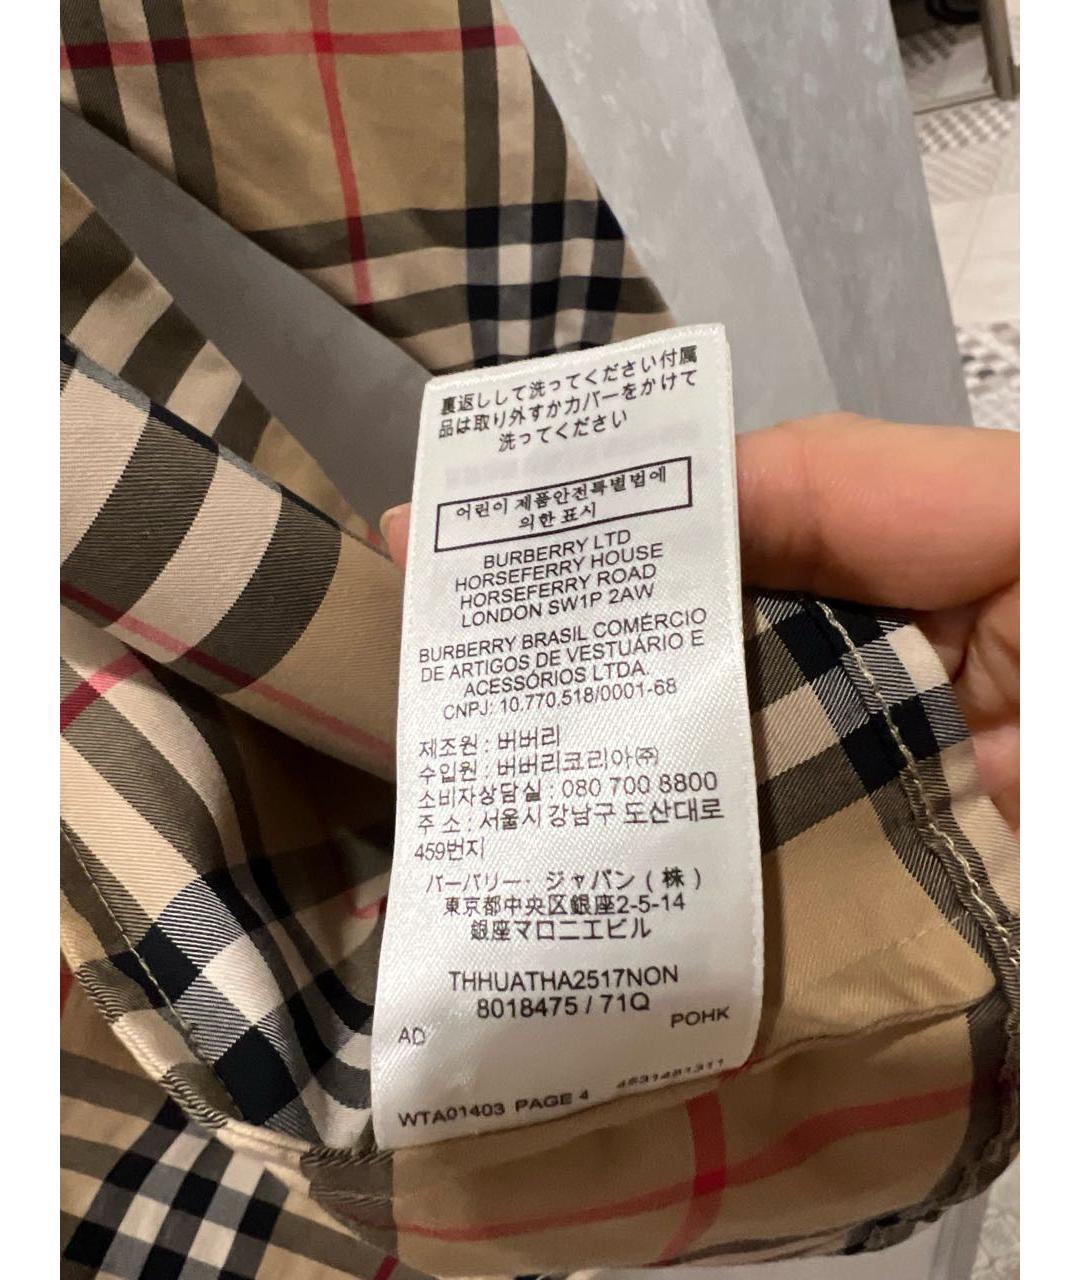 裏返しして洗ってください付属
品は取り外すかカバーをかけて
洗ってください
어린이 제품안전특별법에
의한 표시
BURBERRY LTD
HORSEFERRY HOUSE
HORSEFERRY ROAD
LONDON SW1P 2AW
BURBERRY BRASIL COMÉRCIO
DE ARTIGOS DE VESTUÁRIO E
ACESSÓRIOS LTDA.
CNPJ: 10.770.518/0001-68
제조원 : 버버리
수입원 : 버버리코리아㈜
소비자상담실 : 080 700 8800
주 소 : 서울시 강남구 도산대로
459번지
バーバリー・ジャパン ( 株 )
東京都中央区銀座2-5-14
銀座マロニエビル
THHUATHA2517NON
8018475 / 71Q
AD POHK
WTA01403 PAGE 4